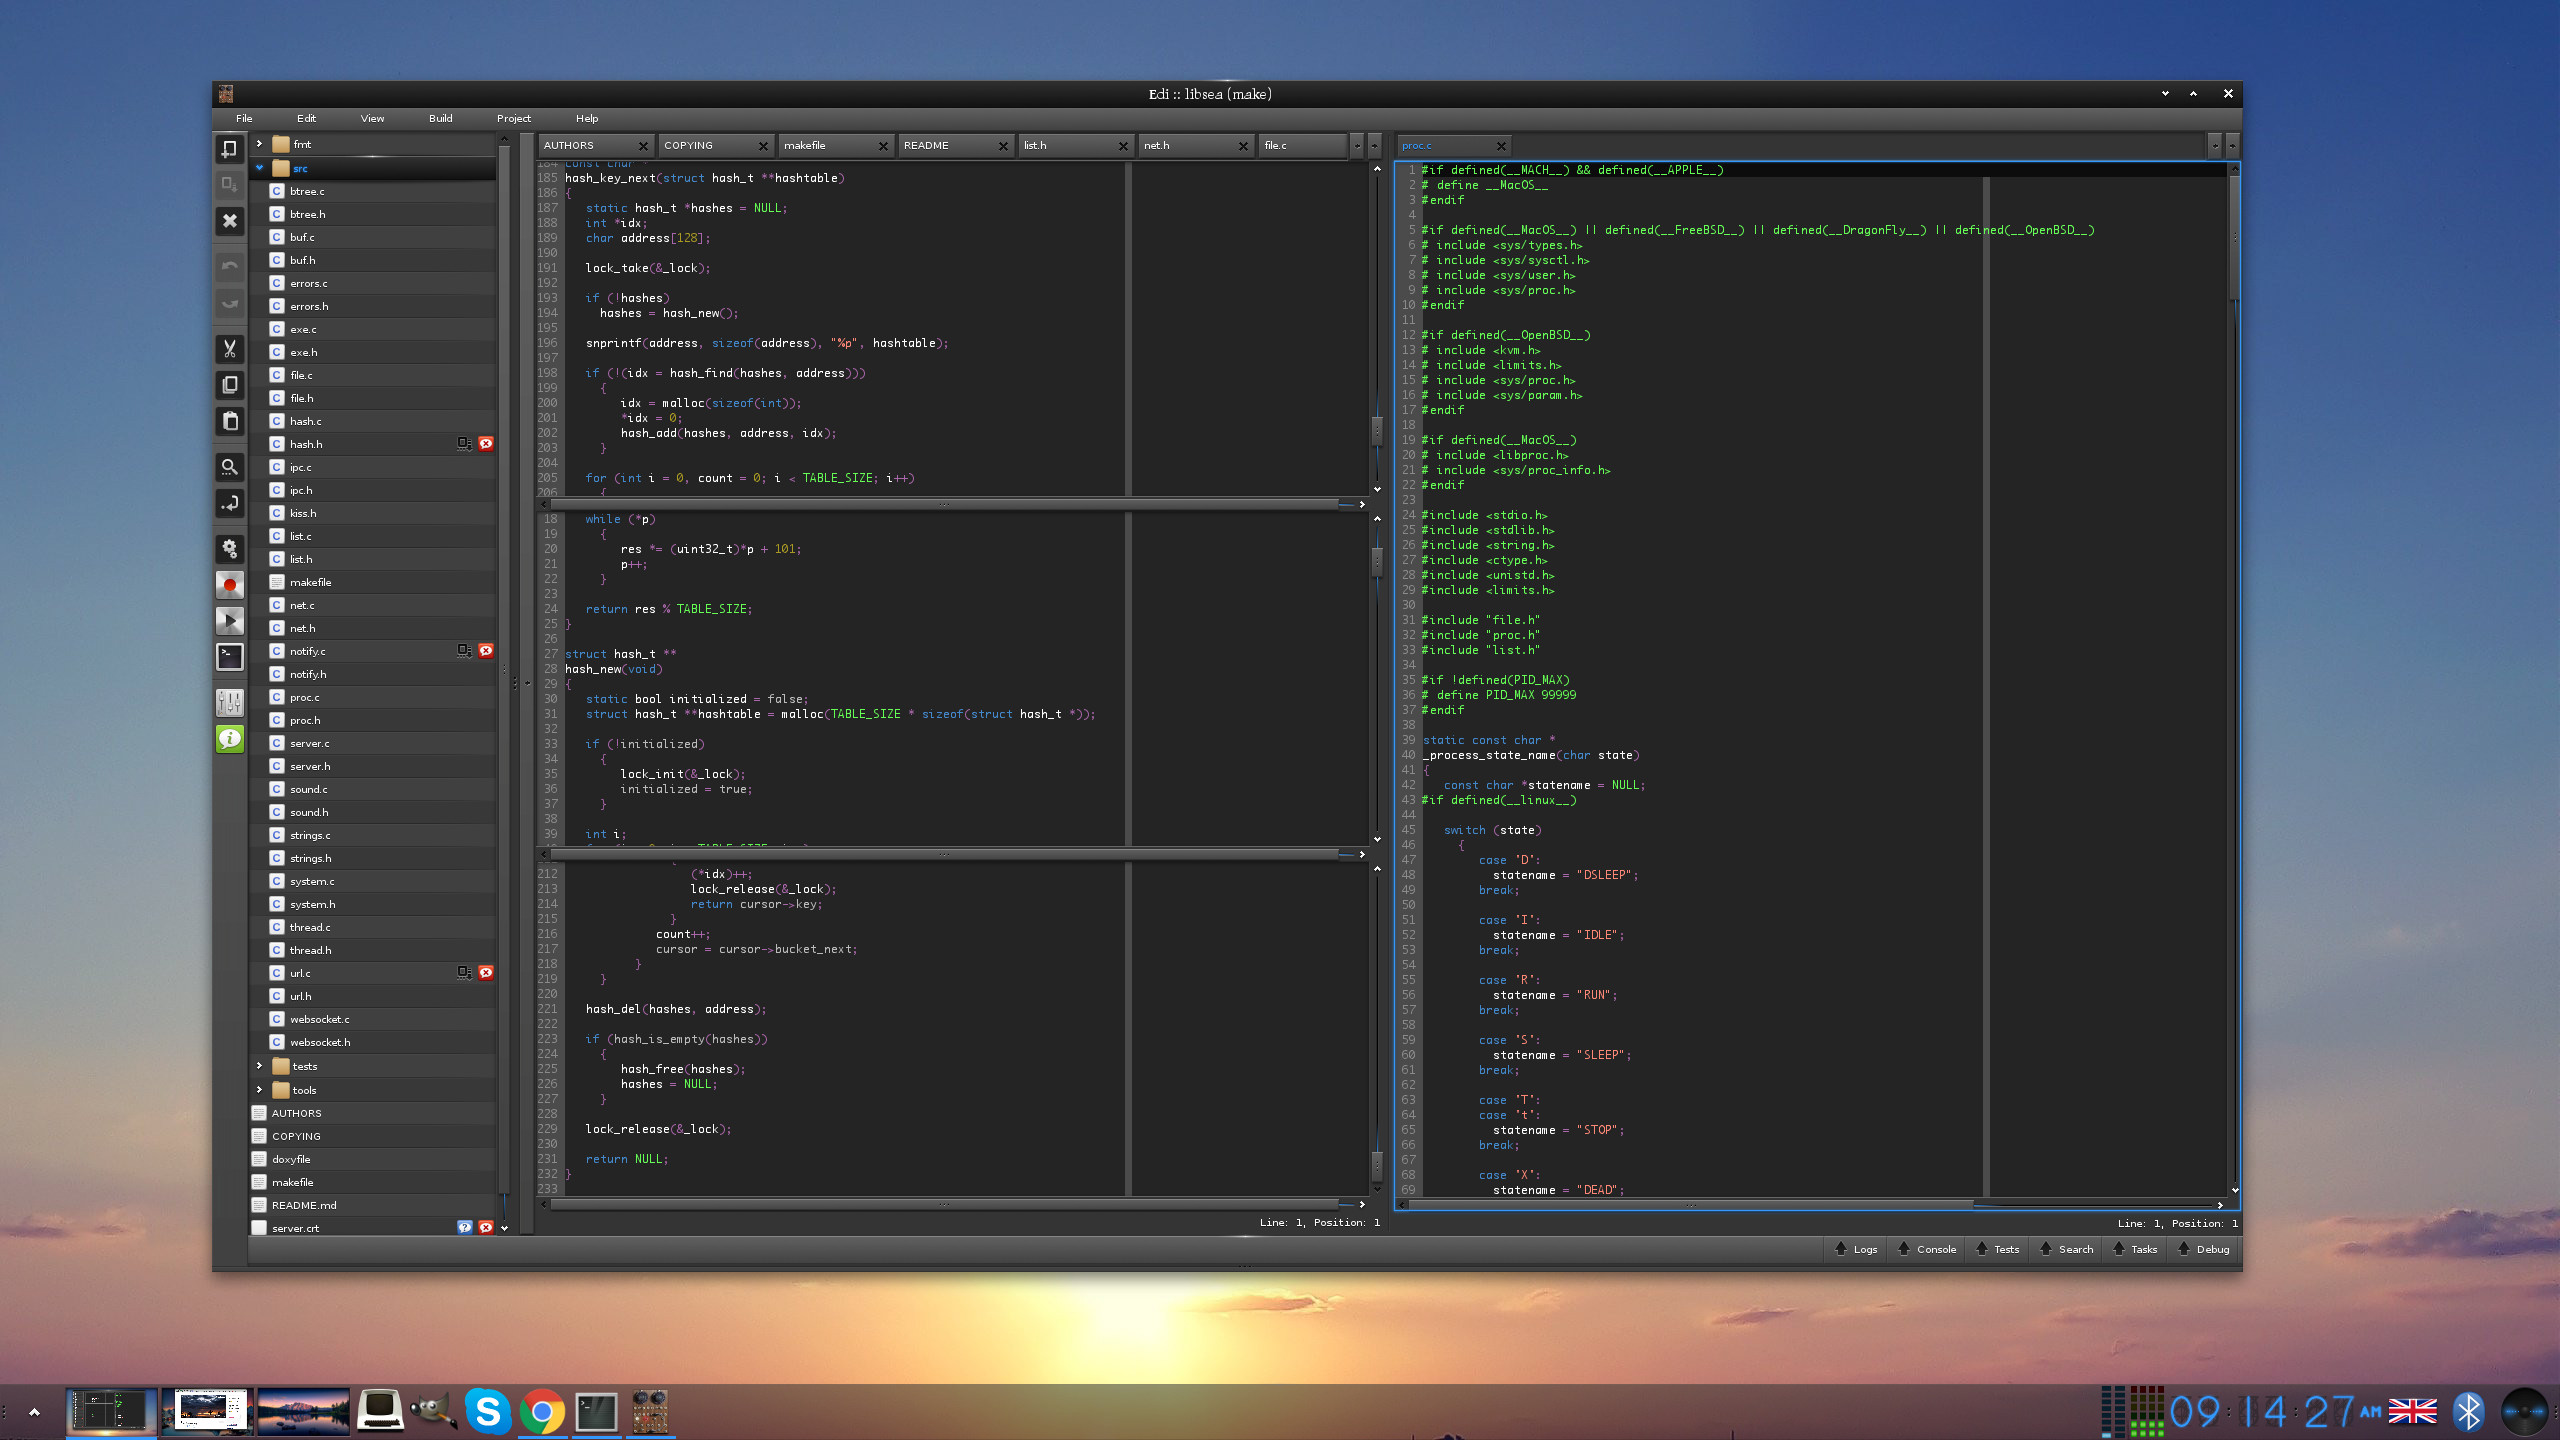 Edi :: libsea (make)
File Edit View Build Project Help
fmt
src
btree.c
btree.h
buf.c
buf.h
errors.c
errors.h
exe.c
exe.h
file.c
file.h
hash.c
hash.h
ipc.c
ipc.h
kiss.h
list.c
list.h
makefile
net.c
net.h
notify.c
notify.h
proc.c
proc.h
server.c
server.h
sound.c
sound.h
strings.c
strings.h
system.c
system.h
thread.c
thread.h
url.c
url.h
websocket.c
websocket.h
tests
tools
AUTHORS
COPYING
doxyfile
makefile
README.md
server.crt
AUTHORS COPYING makefile README list.h net.h file.c
184 const char *
185 hash_key_next(struct hash_t **hashtable)
186 {
187 static hash_t *hashes = NULL;
188 int *idx;
189 char address[128];
190
191 lock_take(&_lock);
192
193 if (!hashes)
194 hashes = hash_new();
195
196 snprintf(address, sizeof(address), "%p", hashtable);
197
198 if (!(idx = hash_find(hashes, address)))
199 {
200 idx = malloc(sizeof(int));
201 *idx = 0;
202 hash_add(hashes, address, idx);
203 }
204
205 for (int i = 0, count = 0; i < TABLE_SIZE; i++)
206 {
18 while (*p)
19 {
20 res *= (uint32_t)*p + 101;
21 p++;
22 }
23
24 return res % TABLE_SIZE;
25 }
26
27 struct hash_t **
28 hash_new(void)
29 {
30 static bool initialized = false;
31 struct hash_t **hashtable = malloc(TABLE_SIZE * sizeof(struct hash_t *));
32
33 if (!initialized)
34 {
35 lock_init(&_lock);
36 initialized = true;
37 }
38
39 int i;
212 (*idx)++;
213 lock_release(&_lock);
214 return cursor->key;
215 }
216 count++;
217 cursor = cursor->bucket_next;
218 }
219 }
220
221 hash_del(hashes, address);
222
223 if (hash_is_empty(hashes))
224 {
225 hash_free(hashes);
226 hashes = NULL;
227 }
228
229 lock_release(&_lock);
230
231 return NULL;
232 }
233
Line: 1, Position: 1
proc.c
1 #if defined(__MACH__) && defined(__APPLE__)
2 # define __MacOS__
3 #endif
4
5 #if defined(__MacOS__) || defined(__FreeBSD__) || defined(__DragonFly__) || defined(__OpenBSD__)
6 # include <sys/types.h>
7 # include <sys/sysctl.h>
8 # include <sys/user.h>
9 # include <sys/proc.h>
10 #endif
11
12 #if defined(__OpenBSD__)
13 # include <kvm.h>
14 # include <limits.h>
15 # include <sys/proc.h>
16 # include <sys/param.h>
17 #endif
18
19 #if defined(__MacOS__)
20 # include <libproc.h>
21 # include <sys/proc_info.h>
22 #endif
23
24 #include <stdio.h>
25 #include <stdlib.h>
26 #include <string.h>
27 #include <ctype.h>
28 #include <unistd.h>
29 #include <limits.h>
30
31 #include "file.h"
32 #include "proc.h"
33 #include "list.h"
34
35 #if !defined(PID_MAX)
36 # define PID_MAX 99999
37 #endif
38
39 static const char *
40 _process_state_name(char state)
41 {
42 const char *statename = NULL;
43 #if defined(__linux__)
44
45 switch (state)
46 {
47 case 'D':
48 statename = "DSLEEP";
49 break;
50
51 case 'I':
52 statename = "IDLE";
53 break;
54
55 case 'R':
56 statename = "RUN";
57 break;
58
59 case 'S':
60 statename = "SLEEP";
61 break;
62
63 case 'T':
64 case 't':
65 statename = "STOP";
66 break;
67
68 case 'X':
69 statename = "DEAD";
Line: 1, Position: 1
Logs Console Tests Search Tasks Debug
09:14:27 AM